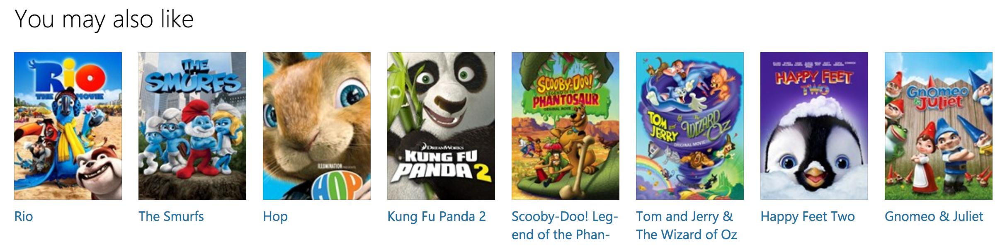 You may also like
RiO
THE MOVIE
THE
SMURFS
ILLUMINATION PRESENTS
HOP
DREAMWORKS
KUNG FU
PANDA 2
SCOOBY-DOO!
LEGEND OF THE
PHANTOSAUR
ORIGINAL MOVIE
TOM and
JERRY
& The
WIZARD
of OZ
ORIGINAL MOVIE
HAPPY FEET
TWO
Gnomeo
& Juliet
Rio
The Smurfs
Hop
Kung Fu Panda 2
Scooby-Doo! Leg-
end of the Phan-
Tom and Jerry &
The Wizard of Oz
Happy Feet Two
Gnomeo & Juliet